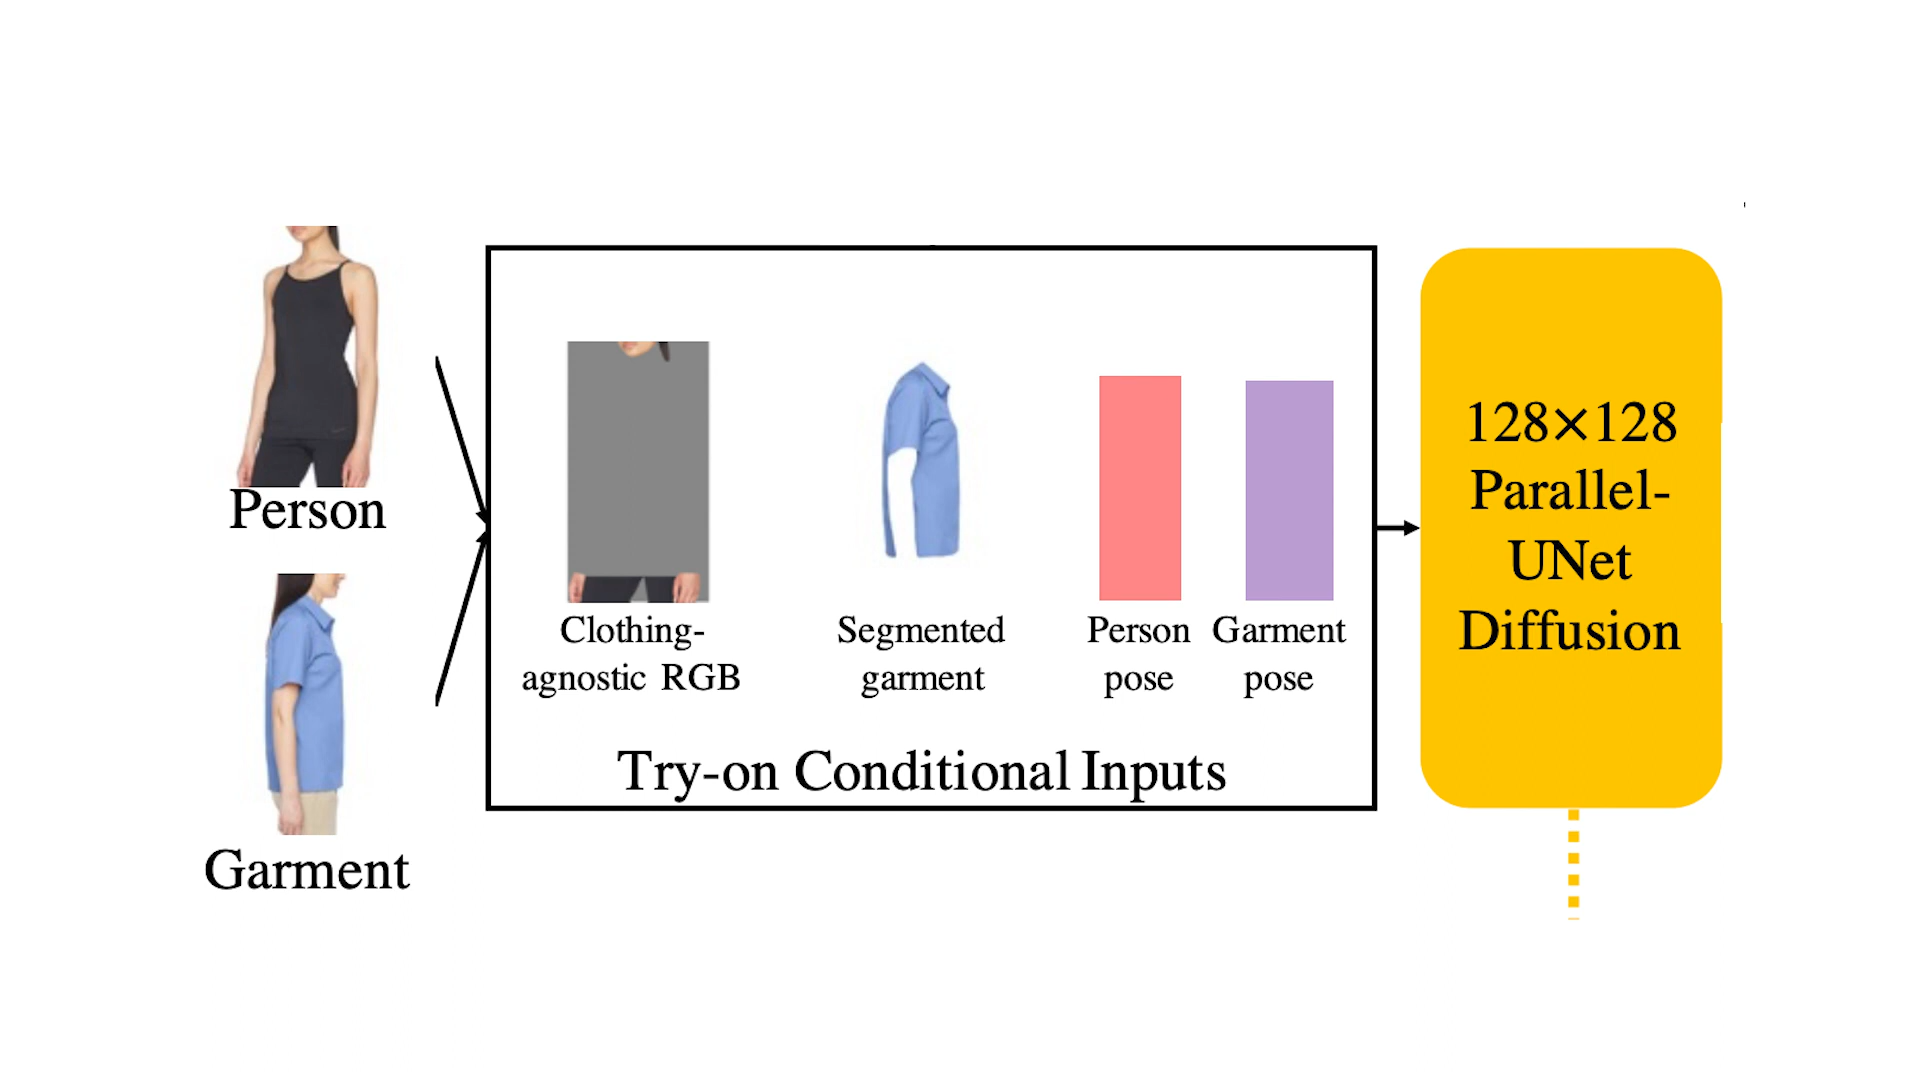 Person
Garment
Clothing-
agnostic RGB
Segmented
garment
Person
pose
Garment
pose
Try-on Conditional Inputs
128×128
Parallel-
UNet
Diffusion